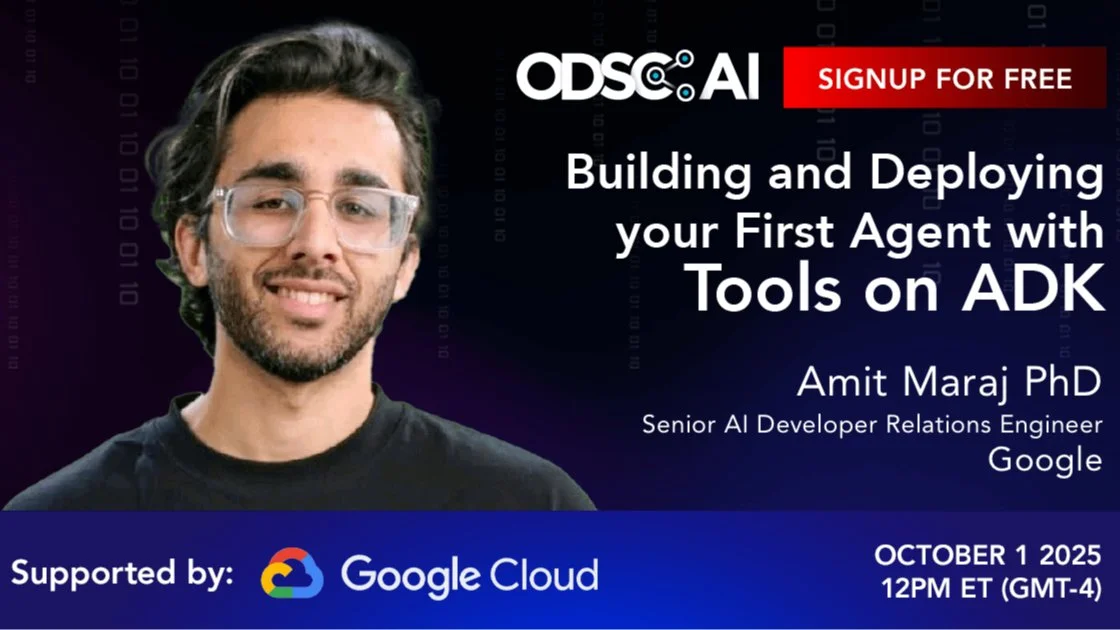 ODSC AI
SIGNUP FOR FREE
Building and Deploying
your First Agent with
Tools on ADK
Amit Maraj PhD
Senior AI Developer Relations Engineer
Google
Supported by:
Google Cloud
OCTOBER 1 2025
12PM ET (GMT-4)